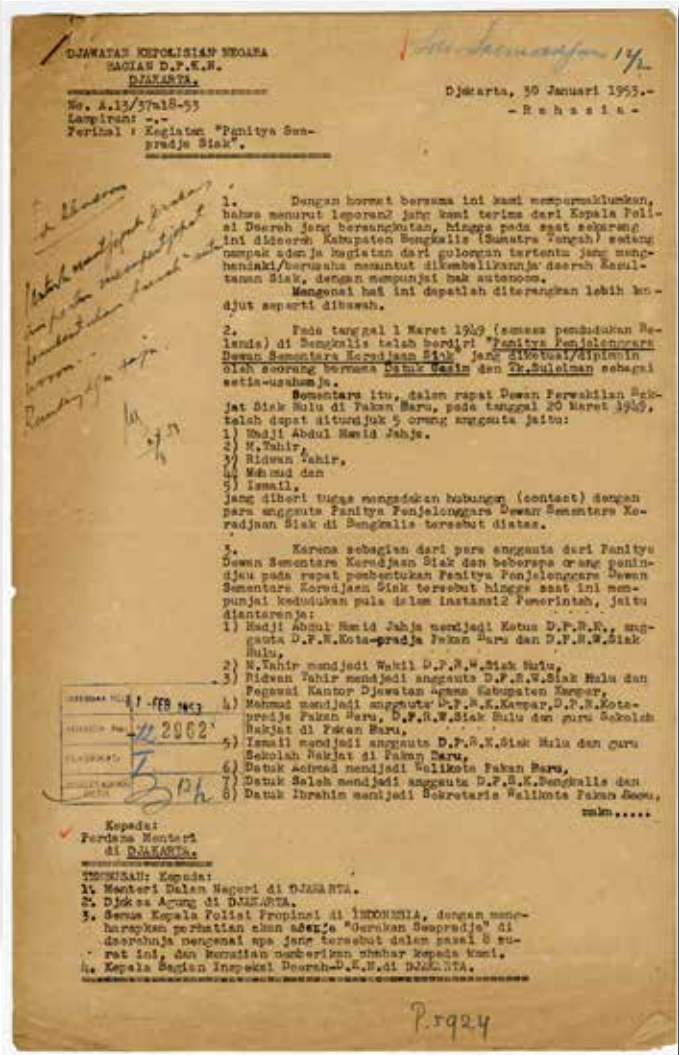 DJAWATAN KEPOLISIAN NEGARA
BAGIAN D.P.K.N.
DJAKARTA.
No. A.13/37a18-53
Lampiran: -.-
Perihal : Kegiatan "Panitya Swa-
pradja Siak".
14/2
Djakarta, 30 Januari 1953.-
- R a h a s i a -
1. Dengan hormat bersama ini kami mempermaklumkan,
bahwa menurut laporan2 jang kami terima dari Kepala Poli-
si Daerah jang bersangkutan, hingga pada saat sekarang
ini didaerah Kabupaten Bengkalis (Sumatra Tengah) sedang
nampak adanja kegiatan dari golongan tertentu jang meng-
hendaki/berusaha menuntut dikembalikannja daerah Kesul-
tanan Siak, dengan mempunjai hak autonoom.
Mengenai hal ini dapatlah diterangkan lebih lan-
djut seperti dibawah.
2. Pada tanggal 1 Maret 1949 (semasa pendudukan Be-
landa) di Bengkalis telah berdiri "Panitya Penjelenggara
Dewan Sementara Keradjaan Siak" jang diketuai/dipimpin
oleh seorang bernama Datuk Gasim dan Tk.Suleiman sebagai
setia-usahanja.
Sementara itu, dalam rapat Dewan Perwakilan Rak-
jat Siak Hulu di Pakan Baru, pada tanggal 20 Maret 1949,
telah dapat ditundjuk 5 orang anggauta jaitu:
1) Hadji Abdul Hamid Jahja.
2) M.Tahir,
3) Ridwan Tahir,
4) Mahmud dan
5) Ismail,
jang diberi tugas mengadakan hubungan (contact) dengan
para anggauta Panitya Penjelenggara Dewan Sementara Ke-
radjaan Siak di Bengkalis tersebut diatas.
3. Karena sebagian dari para anggauta dari Panitya
Dewan Sementara Keradjaan Siak dan beberapa orang penin-
djau pada rapat pembentukan Panitya Penjelenggara Dewan
Sementara Keradjaan Siak tersebut hingga saat ini mem-
punjai kedudukan pula dalam instansi2 Pemerintah, jaitu
diantaranja:
1) Hadji Abdul Hamid Jahja mendjadi Ketua D.P.R.K., ang-
gauta D.P.R.Kota-pradja Pakan Baru dan D.P.R.W.Siak
Hulu,
2) M.Tahir mendjadi Wakil D.P.R.W.Siak Hulu,
3) Ridwan Tahir mendjadi anggauta D.P.R.W.Siak Hulu dan
Pegawai Kantor Djawatan Agama Kabupaten Kampar,
4) Mahmud mendjadi anggauta D.P.R.K.Kampar,D.P.R.Kota-
pradja Pakan Baru, D.P.R.W.Siak Hulu dan guru Sekolah
Rakjat di Pakan Baru,
5) Ismail mendjadi anggauta D.P.R.K.Siak Hulu dan guru
Sekolah Rakjat di Pakan Baru,
6) Datuk Achmad mendjadi Walikota Pakan Baru,
7) Datuk Saleh mendjadi anggauta D.P.R.K.Bengkalis dan
8) Datuk Ibrahim menjadi Sekretaris Walikota Pakan Baru,
maka.....
1-FEB 1953
2962
Kepada:
Perdana Menteri
di DJAKARTA.
TEMBUSAN: Kepada:
1. Menteri Dalam Negeri di DJAKARTA.
2. Djaksa Agung di DJAKARTA.
3. Semua Kepala Polisi Propinsi di INDONESIA, dengan meng-
harapkan perhatian akan adanja "Gerakan Swapradja" di
daerahnja mengenai apa jang tersebut dalam pasal 8 su-
rat ini, dan kemudian memberikan chabar kepada kami.
4. Kepala Bagian Inspeksi Daerah-D.K.N.di DJAKARTA.
P.5924